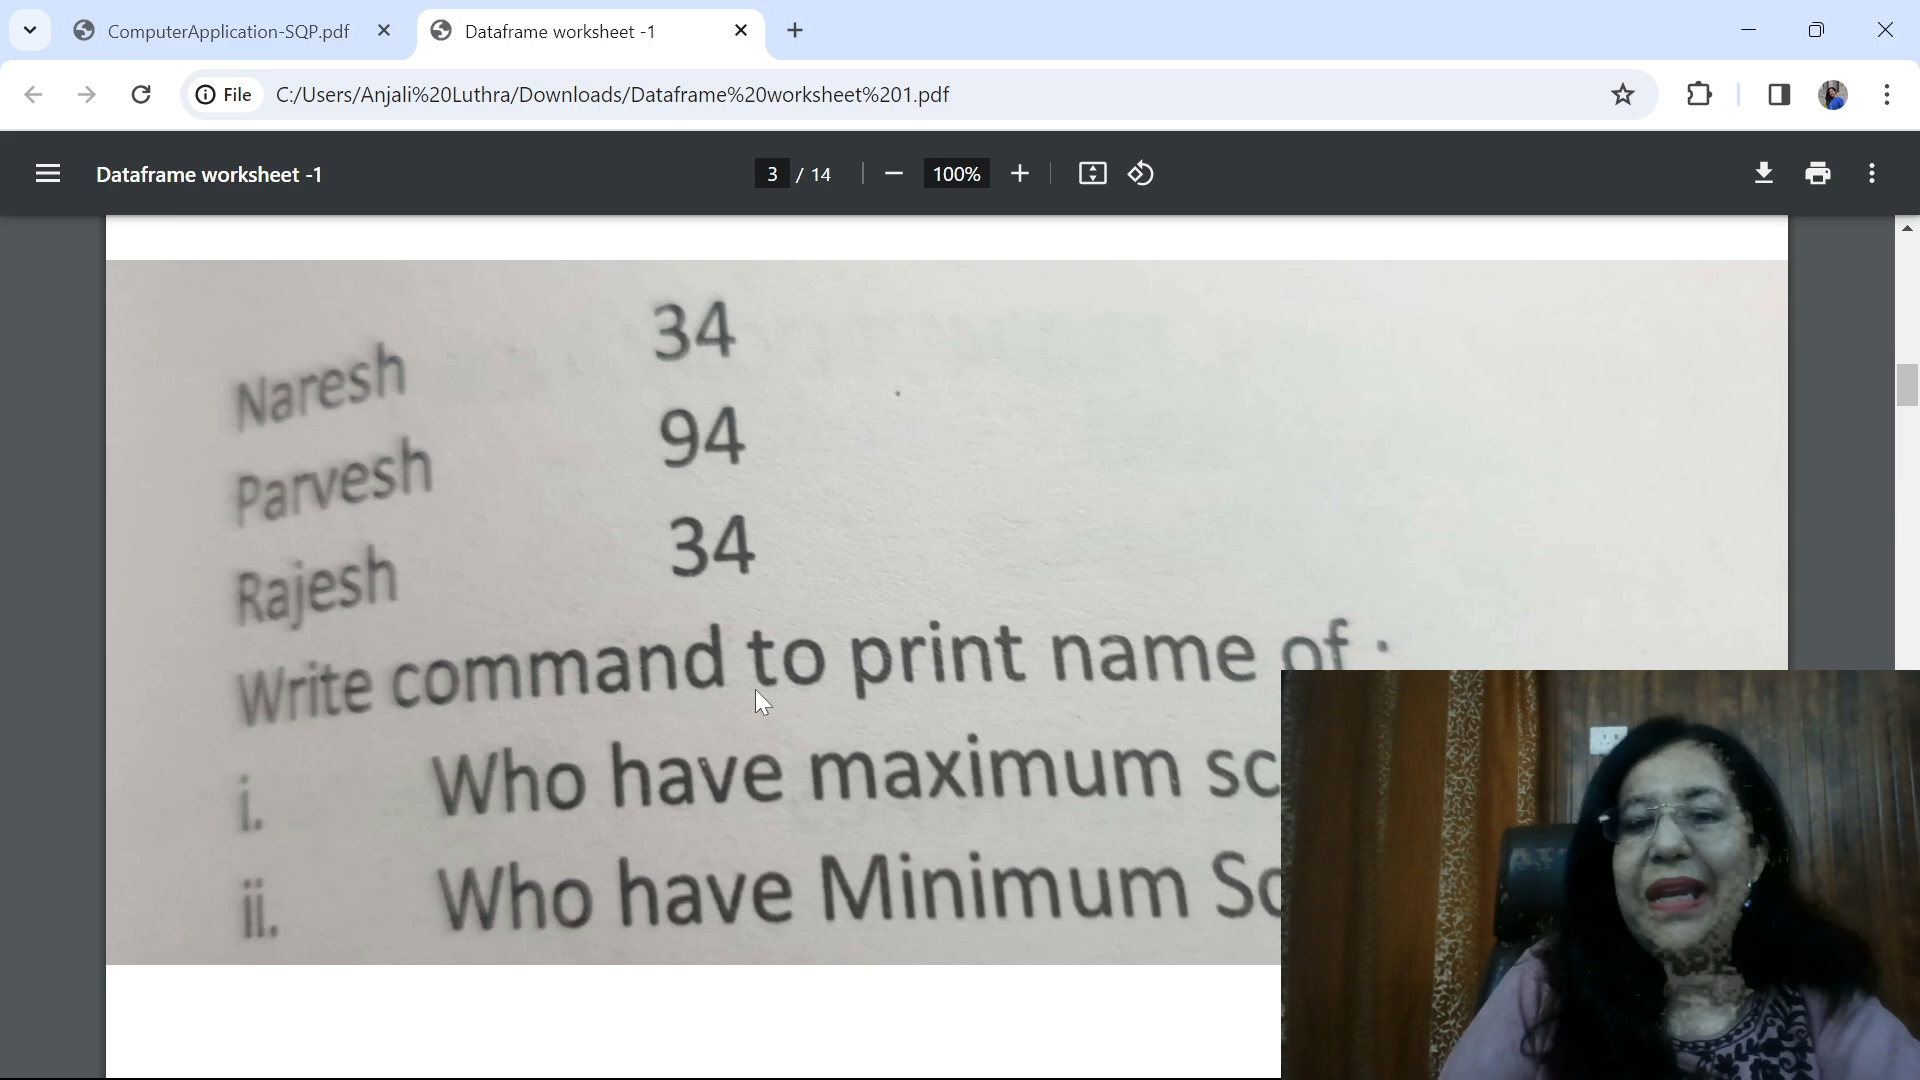 ComputerApplication-SQP.pdf
Dataframe worksheet -1
File
C:/Users/Anjali%20Luthra/Downloads/Dataframe%20worksheet%201.pdf
Dataframe worksheet -1
3 / 14
100%
Naresh 34
Parvesh 94
Rajesh 34
Write command to print name of :
i. Who have maximum sc
ii. Who have Minimum Sc